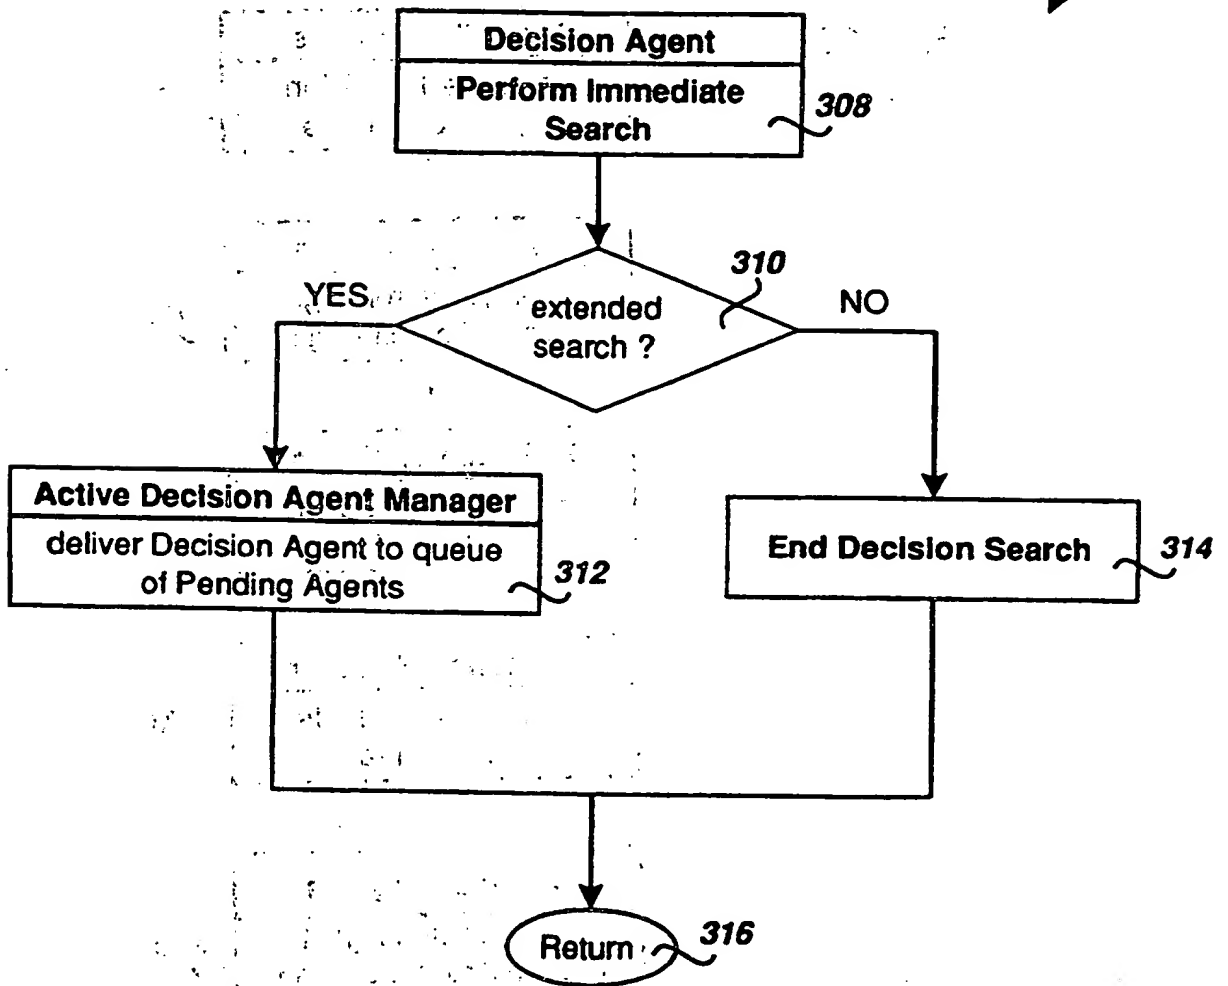 Decision Agent
Perform Immediate
Search
308
310
YES
extended
search ?
NO
Active Decision Agent Manager
deliver Decision Agent to queue
of Pending Agents
312
End Decision Search
314
Return
316